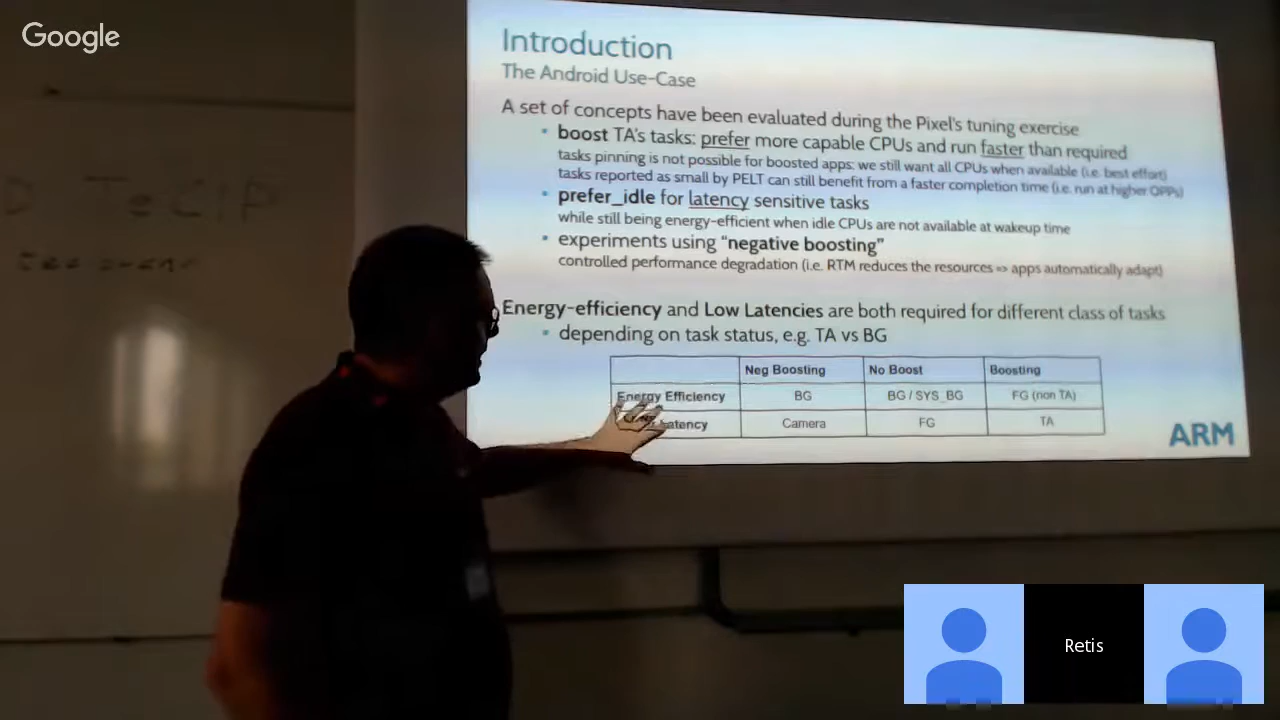 Google
Introduction
The Android Use-Case
A set of concepts have been evaluated during the Pixel's tuning exercise
• boost TA's tasks: prefer more capable CPUs and run faster than required
tasks pinning is not possible for boosted apps: we still want all CPUs when available (i.e. best effort)
tasks reported as small by PELT can still benefit from a faster completion time (i.e. run at higher OPPs)
• prefer_idle for latency sensitive tasks
while still being energy-efficient when idle CPUs are not available at wakeup time
• experiments using "negative boosting"
controlled performance degradation (i.e. RTM reduces the resources => apps automatically adapt)
Energy-efficiency and Low Latencies are both required for different class of tasks
• depending on task status, e.g. TA vs BG
Neg Boosting No Boost Boosting
Energy Efficiency BG BG / SYS_BG FG (non TA)
Latency Camera FG TA
ARM
TeCIP
Retis